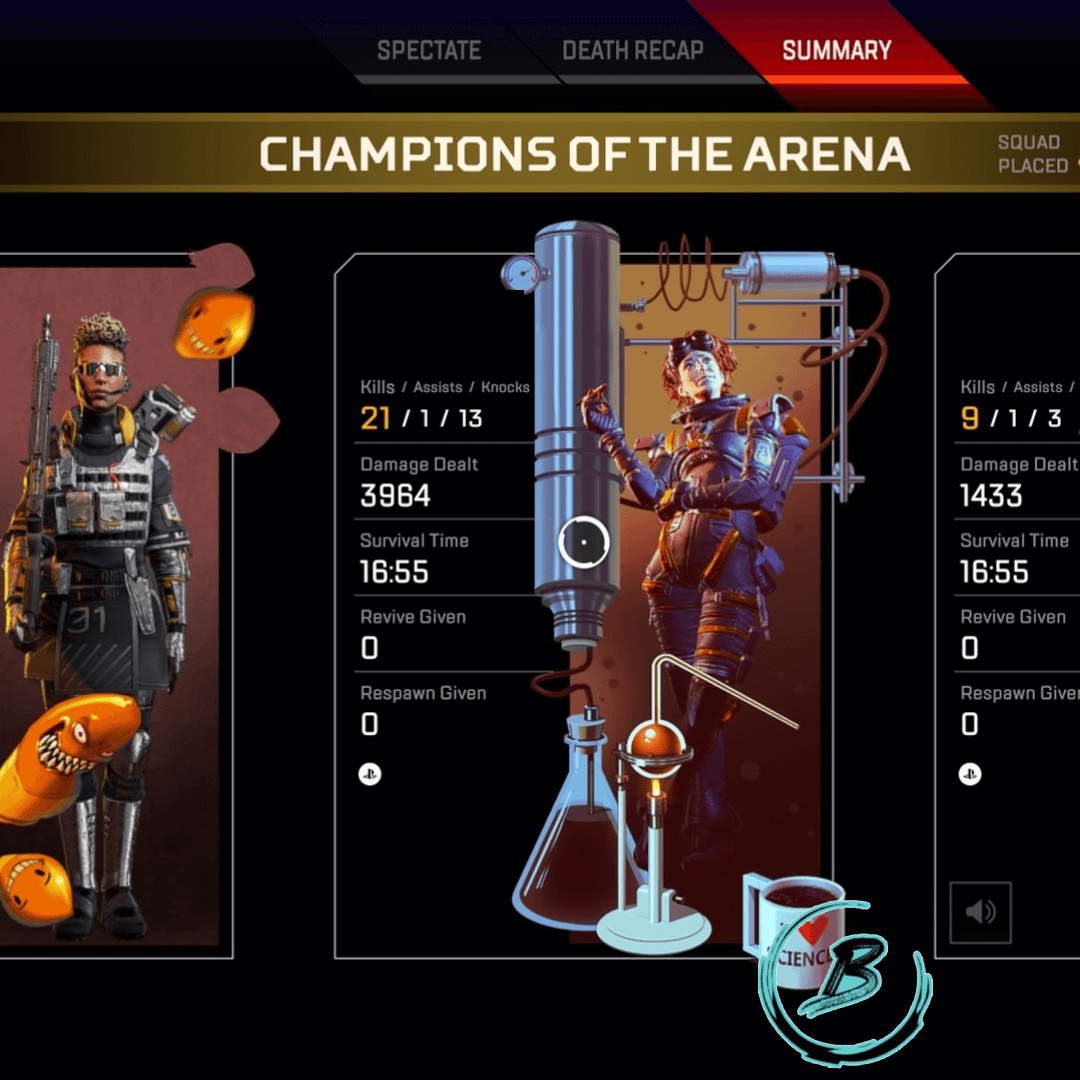 SPECTATE
DEATH RECAP
SUMMARY
CHAMPIONS OF THE ARENA
SQUAD
PLACED
31
Kills / Assists / Knocks
21 / 1 / 13
Damage Dealt
3964
Survival Time
16:55
Revive Given
0
Respawn Given
0
Kills / Assists /
9 / 1 / 3
Damage Dealt
1433
Survival Time
16:55
Revive Given
0
Respawn Given
0
B